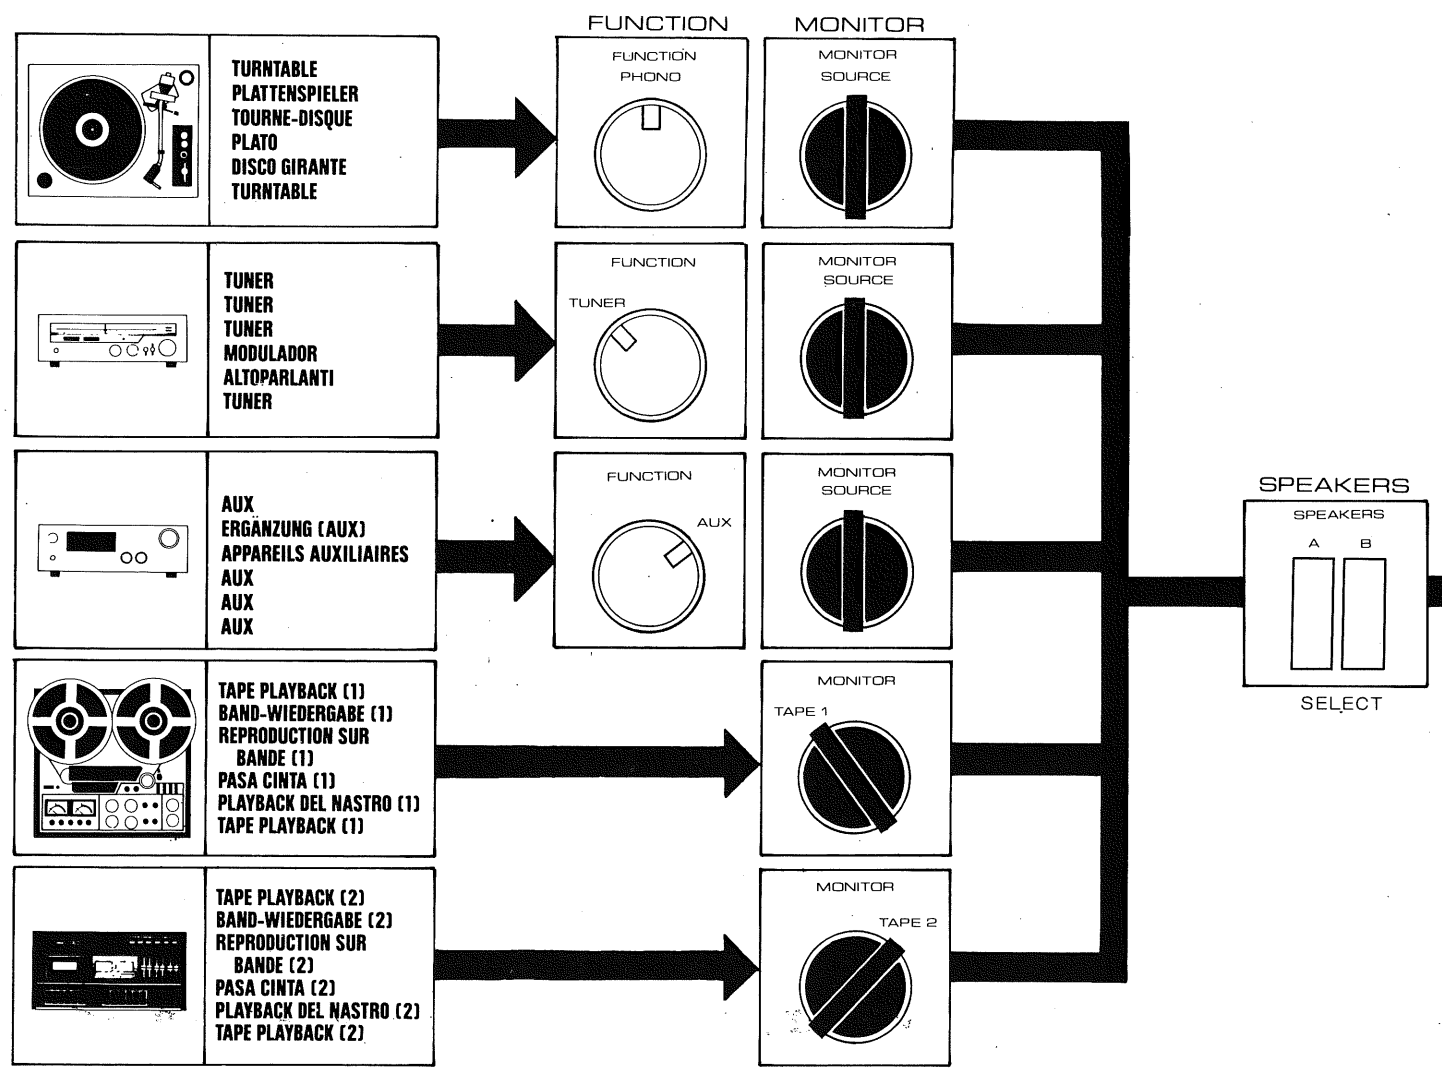 FUNCTION
MONITOR
TURNTABLE
PLATTENSPIELER
TOURNE-DISQUE
PLATO
DISCO GIRANTE
TURNTABLE
FUNCTION
PHONO
MONITOR
SOURCE
TUNER
TUNER
TUNER
MODULADOR
ALTOPARLANTI
TUNER
FUNCTION
TUNER
MONITOR
SOURCE
AUX
ERGÄNZUNG (AUX)
APPAREILS AUXILIAIRES
AUX
AUX
AUX
FUNCTION
AUX
MONITOR
SOURCE
SPEAKERS
SPEAKERS
A B
SELECT
TAPE PLAYBACK (1)
BAND-WIEDERGABE (1)
REPRODUCTION SUR
BANDE (1)
PASA CINTA (1)
PLAYBACK DEL NASTRO (1)
TAPE PLAYBACK (1)
MONITOR
TAPE 1
TAPE PLAYBACK (2)
BAND-WIEDERGABE (2)
REPRODUCTION SUR
BANDE (2)
PASA CINTA (2)
PLAYBACK DEL NASTRO (2)
TAPE PLAYBACK (2)
MONITOR
TAPE 2